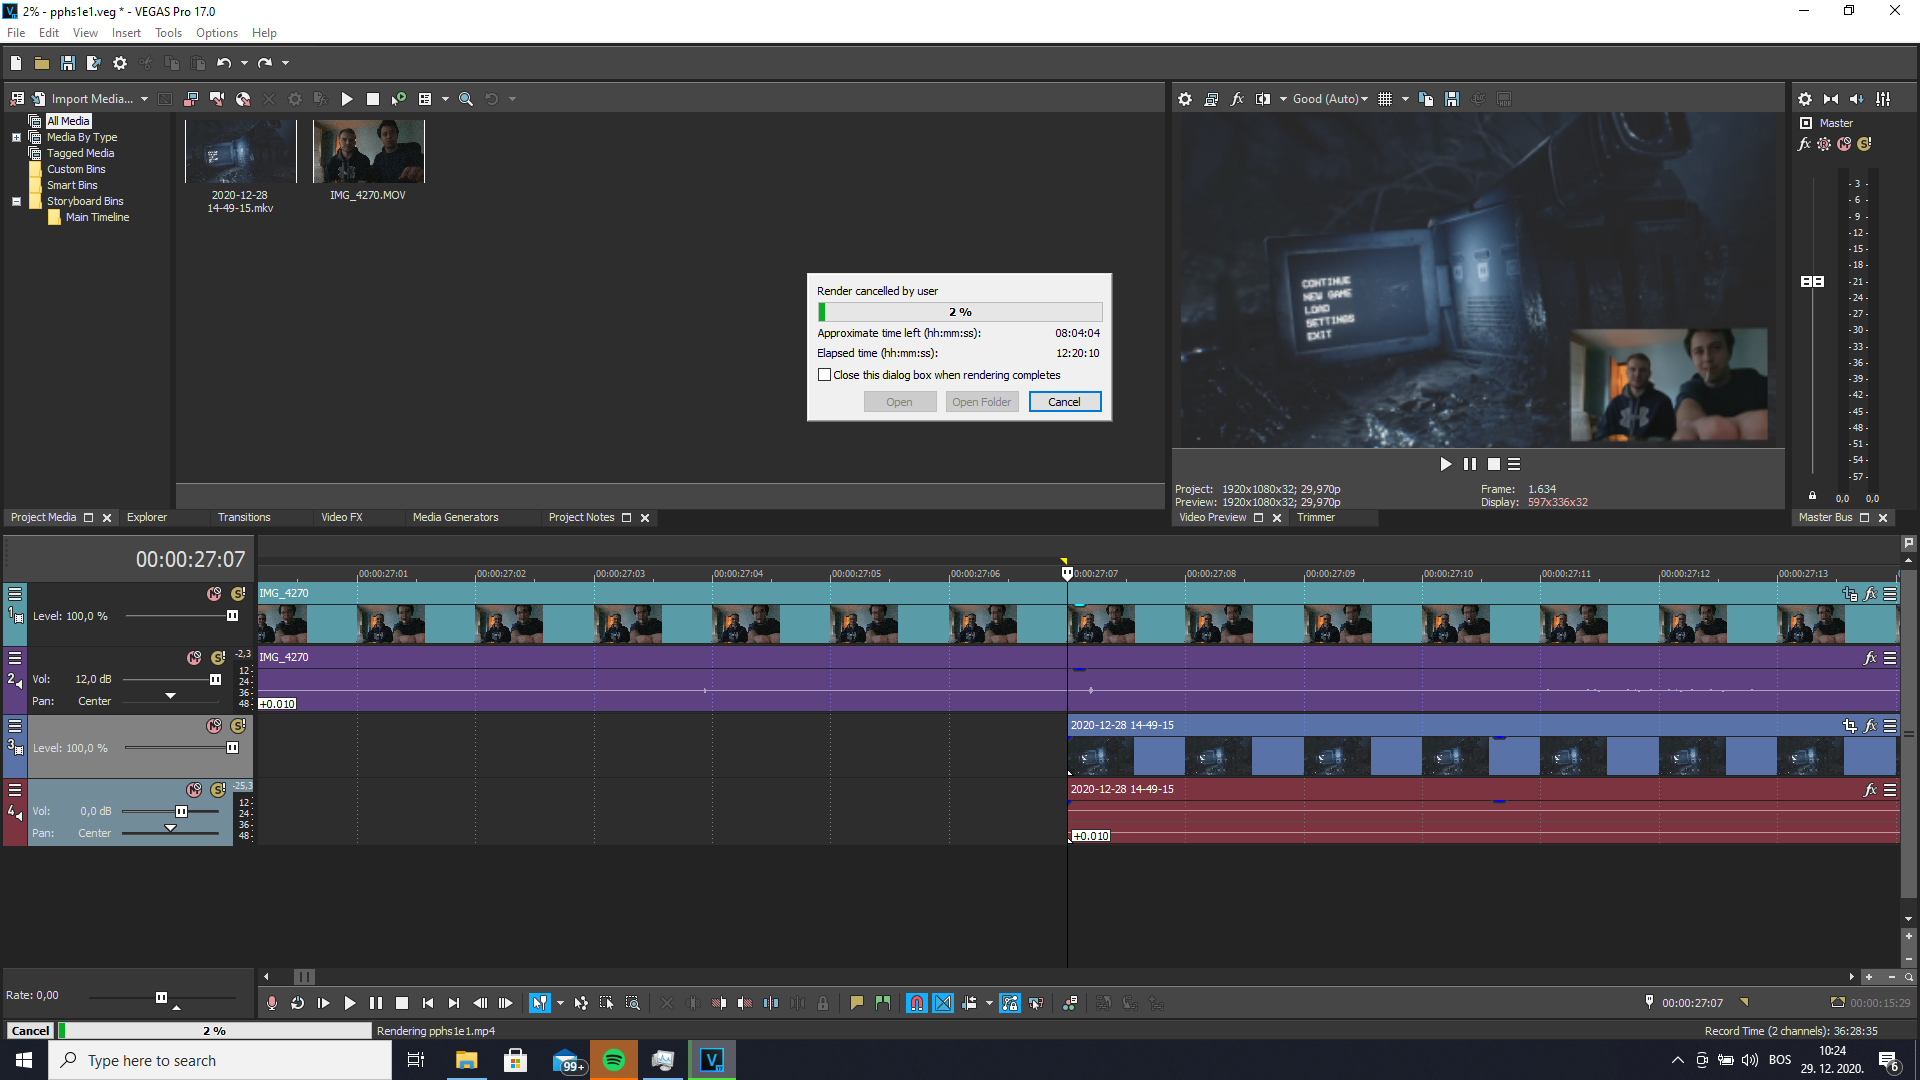 2% - pphs1e1.veg * - VEGAS Pro 17.0
File Edit View Insert Tools Options Help
Import Media...
All Media
Media By Type
Tagged Media
Custom Bins
Smart Bins
Storyboard Bins
Main Timeline
2020-12-28
14-49-15.mkv
IMG_4270.MOV
Render cancelled by user
2 %
Approximate time left (hh:mm:ss): 08:04:04
Elapsed time (hh:mm:ss): 12:20:10
Close this dialog box when rendering completes
Open Open Folder Cancel
Good (Auto)
CONTINUE
NEW GAME
LOAD
SETTINGS
EXIT
Project: 1920x1080x32; 29,970p Frame: 1.634
Preview: 1920x1080x32; 29,970p Display: 597x336x32
Master
- 3 -
- 6 -
- 9 -
- 12 -
- 15 -
- 18 -
- 21 -
- 24 -
- 27 -
- 30 -
- 33 -
- 36 -
- 39 -
- 42 -
- 45 -
- 48 -
- 51 -
- 54 -
- 57 -
0,0 0,0
Project Media Explorer Transitions Video FX Media Generators Project Notes
Video Preview Trimmer
Master Bus
00:00:27:07
00:00:27:01 00:00:27:02 00:00:27:03 00:00:27:04 00:00:27:05 00:00:27:06 0:00:27:07 00:00:27:08 00:00:27:09 00:00:27:10 00:00:27:11 00:00:27:12 00:00:27:13
1 Level: 100,0 %
IMG_4270
2 Vol: 12,0 dB
Pan: Center
-2,3
12
24
36
48
IMG_4270
+0.010
3 Level: 100,0 %
2020-12-28 14-49-15
4 Vol: 0,0 dB
Pan: Center
-25,3
12
24
36
48
2020-12-28 14-49-15
+0.010
Rate: 0,00
00:00:27:07
00:00:15:29
Cancel 2 % Rendering pphs1e1.mp4
Record Time (2 channels): 36:28:35
Type here to search
99+
BOS
10:24
29. 12. 2020.
6